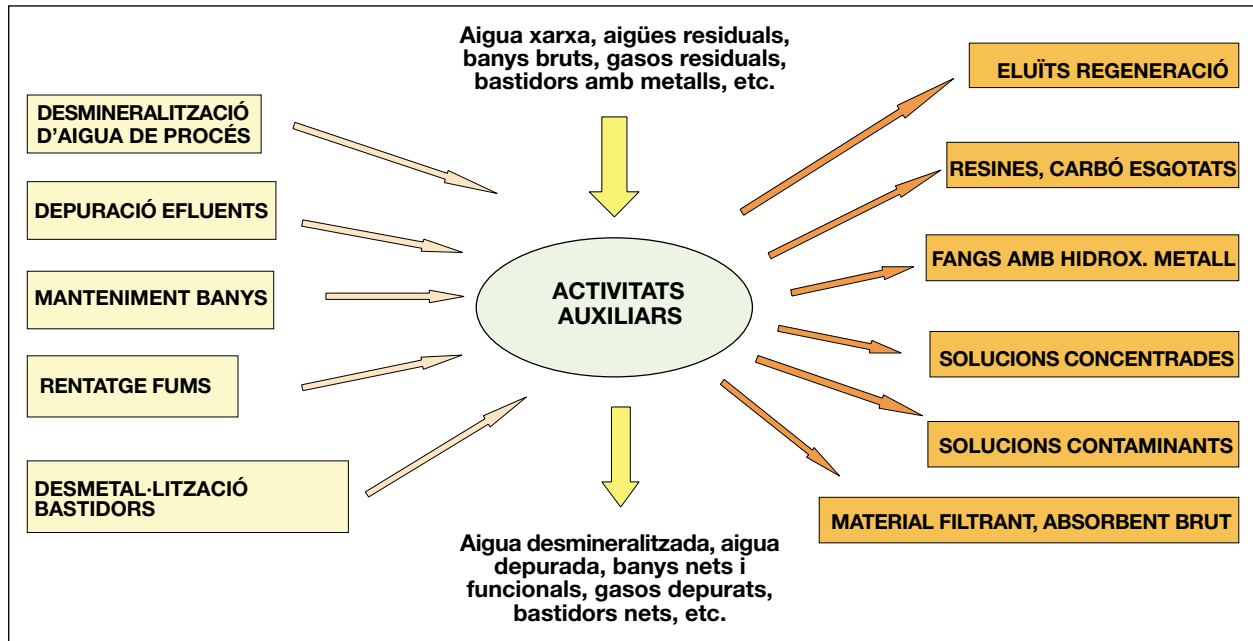 Aigua xarxa, aigües residuals,
banys bruts, gasos residuals,
bastidors amb metalls, etc.
DESMINERALITZACIÓ
D'AIGUA DE PROCÉS
DEPURACIÓ EFLUENTS
MANTENIMENT BANYS
RENTATGE FUMS
DESMETAL·LITZACIÓ
BASTIDORS
ACTIVITATS
AUXILIARS
ELUÏTS REGENERACIÓ
RESINES, CARBÓ ESGOTATS
FANGS AMB HIDROX. METALL
SOLUCIONS CONCENTRADES
SOLUCIONS CONTAMINANTS
MATERIAL FILTRANT, ABSORBENT BRUT
Aigua desmineralitzada, aigua
depurada, banys nets i
funcionals, gasos depurats,
bastidors nets, etc.